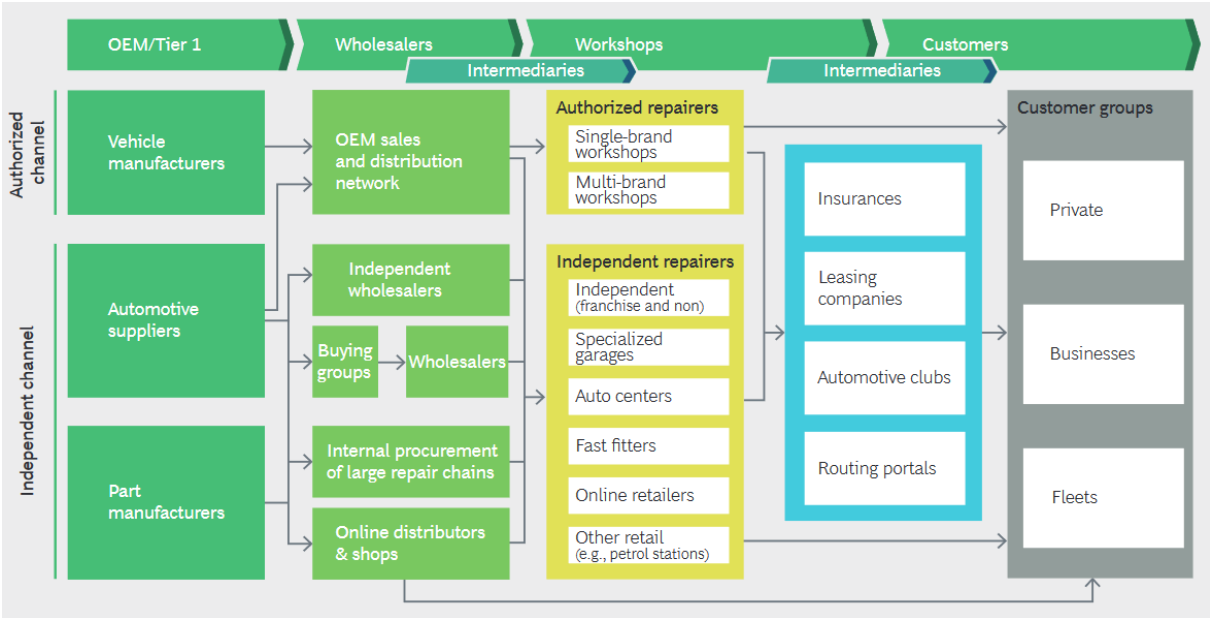 OEM/Tier 1
Wholesalers
Workshops
Customers
Intermediaries
Intermediaries
Authorized
channel
Vehicle
manufacturers
OEM sales
and distribution
network
Authorized repairers
Single-brand
workshops
Multi-brand
workshops
Independent channel
Automotive
suppliers
Part
manufacturers
Independent
wholesalers
Buying
groups
Wholesalers
Internal procurement
of large repair chains
Online distributors
& shops
Independent repairers
Independent
(franchise and non)
Specialized
garages
Auto centers
Fast fitters
Online retailers
Other retail
(e.g., petrol stations)
Insurances
Leasing
companies
Automotive clubs
Routing portals
Customer groups
Private
Businesses
Fleets